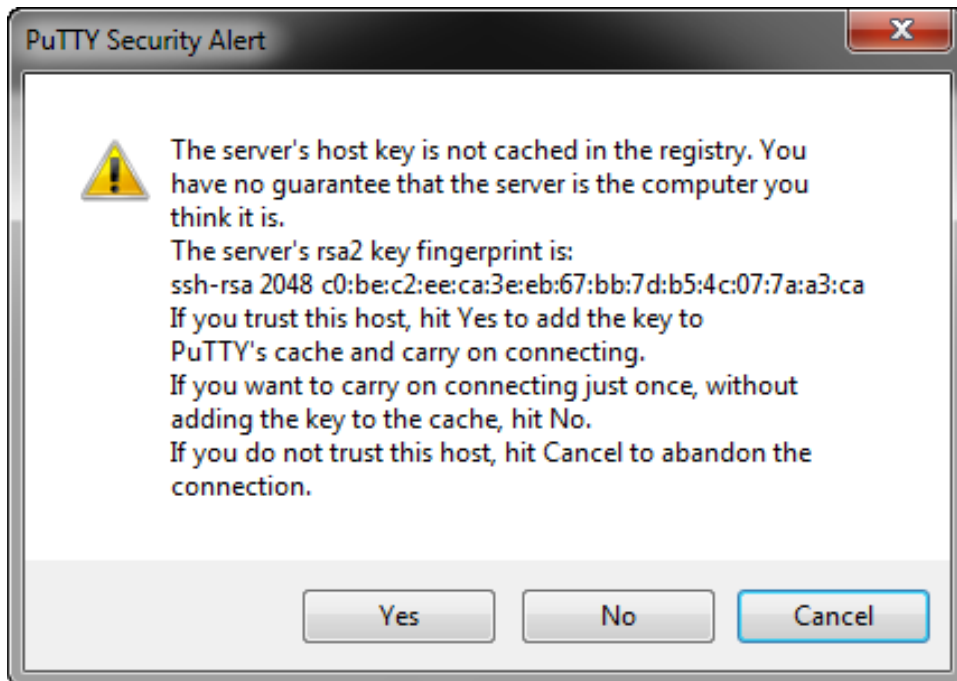 PuTTY Security Alert
The server's host key is not cached in the registry. You
have no guarantee that the server is the computer you
think it is.
The server's rsa2 key fingerprint is:
ssh-rsa 2048 c0:be:c2:ee:ca:3e:eb:67:bb:7d:b5:4c:07:7a:a3:ca
If you trust this host, hit Yes to add the key to
PuTTY's cache and carry on connecting.
If you want to carry on connecting just once, without
adding the key to the cache, hit No.
If you do not trust this host, hit Cancel to abandon the
connection.
Yes No Cancel